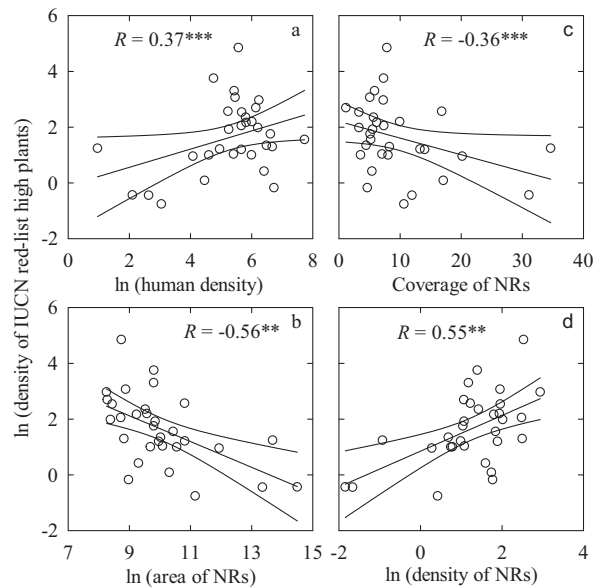 R = 0.37***
a
R = -0.36***
c
6
4
2
0
-2
0 2 4 6 8
0 10 20 30 40
ln (human density)
Coverage of NRs
ln (density of IUCN red-list high plants)
R = -0.56**
b
R = 0.55**
d
6
4
2
0
-2
7 9 11 13 15
-2 0 2 4
ln (area of NRs)
ln (density of NRs)